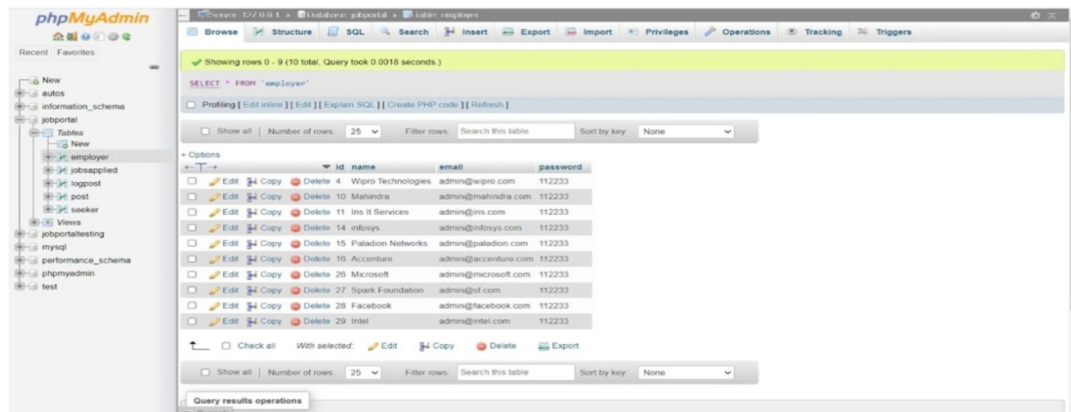 phpMyAdmin
Recent Favorites
New
autos
information_schema
jobportal
Tables
New
employer
jobsapplied
logpost
post
seeker
Views
jobportaltesting
mysql
performance_schema
phpmyadmin
test
Server: 127.0.0.1 » Database: jobportal » Table: employer
Browse Structure SQL Search Insert Export Import Privileges Operations Tracking Triggers
Showing rows 0 - 9 (10 total, Query took 0.0018 seconds.)
SELECT * FROM `employer`
Profiling [ Edit inline ] [ Edit ] [ Explain SQL ] [ Create PHP code ] [ Refresh ]
Show all | Number of rows: 25 Filter rows: Search this table Sort by key: None
+ Options
←T→ id name email password
Edit Copy Delete 4 Wipro Technologies admin@wipro.com 112233
Edit Copy Delete 10 Mahindra admin@mahindra.com 112233
Edit Copy Delete 11 Ins It Services admin@ins.com 112233
Edit Copy Delete 14 infosys admin@infosys.com 112233
Edit Copy Delete 15 Paladion Networks admin@paladion.com 112233
Edit Copy Delete 16 Accenture admin@accenture.com 112233
Edit Copy Delete 26 Microsoft admin@microsoft.com 112233
Edit Copy Delete 27 Spark Foundation admin@sf.com 112233
Edit Copy Delete 28 Facebook admin@facebook.com 112233
Edit Copy Delete 29 Intel admin@intel.com 112233
Check all With selected: Edit Copy Delete Export
Show all | Number of rows: 25 Filter rows: Search this table Sort by key: None
Query results operations